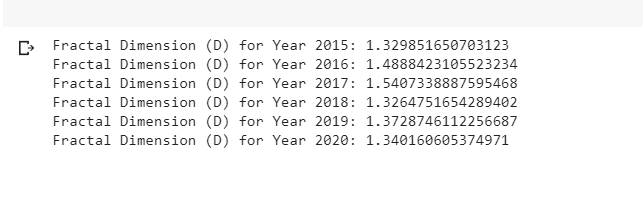 Fractal Dimension (D) for Year 2015: 1.329851650703123
Fractal Dimension (D) for Year 2016: 1.4888423105523234
Fractal Dimension (D) for Year 2017: 1.5407338887595468
Fractal Dimension (D) for Year 2018: 1.3264751654289402
Fractal Dimension (D) for Year 2019: 1.3728746112256687
Fractal Dimension (D) for Year 2020: 1.340160605374971